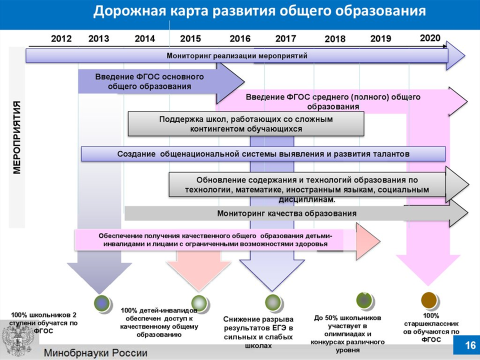 Дорожная карта развития общего образования
2012 2013 2014 2015 2016 2017 2018 2019 2020
МЕРОПРИЯТИЯ
Мониторинг реализации мероприятий
Введение ФГОС основного
общего образования
Введение ФГОС среднего (полного) общего
образования
Поддержка школ, работающих со сложным
контингентом обучающихся
Создание общенациональной системы выявления и развития талантов
Обновление содержания и технологий образования по
технологии, математике, иностранным языкам, социальным
дисциплинам.
Мониторинг качества образования
Обеспечение получения качественного общего образования детьми-
инвалидами и лицами с ограниченными возможностями здоровья
100% школьников 2
ступени обучатся по
ФГОС
100% детей-инвалидов
обеспечен доступ к
качественному общему
образованию
Снижение разрыва
результатов ЕГЭ в
сильных и слабых
школах
До 50% школьников
участвует в
олимпиадах и
конкурсах различного
уровня
100%
старшеклассник
ов обучаются по
ФГОС
Минобрнауки России
16